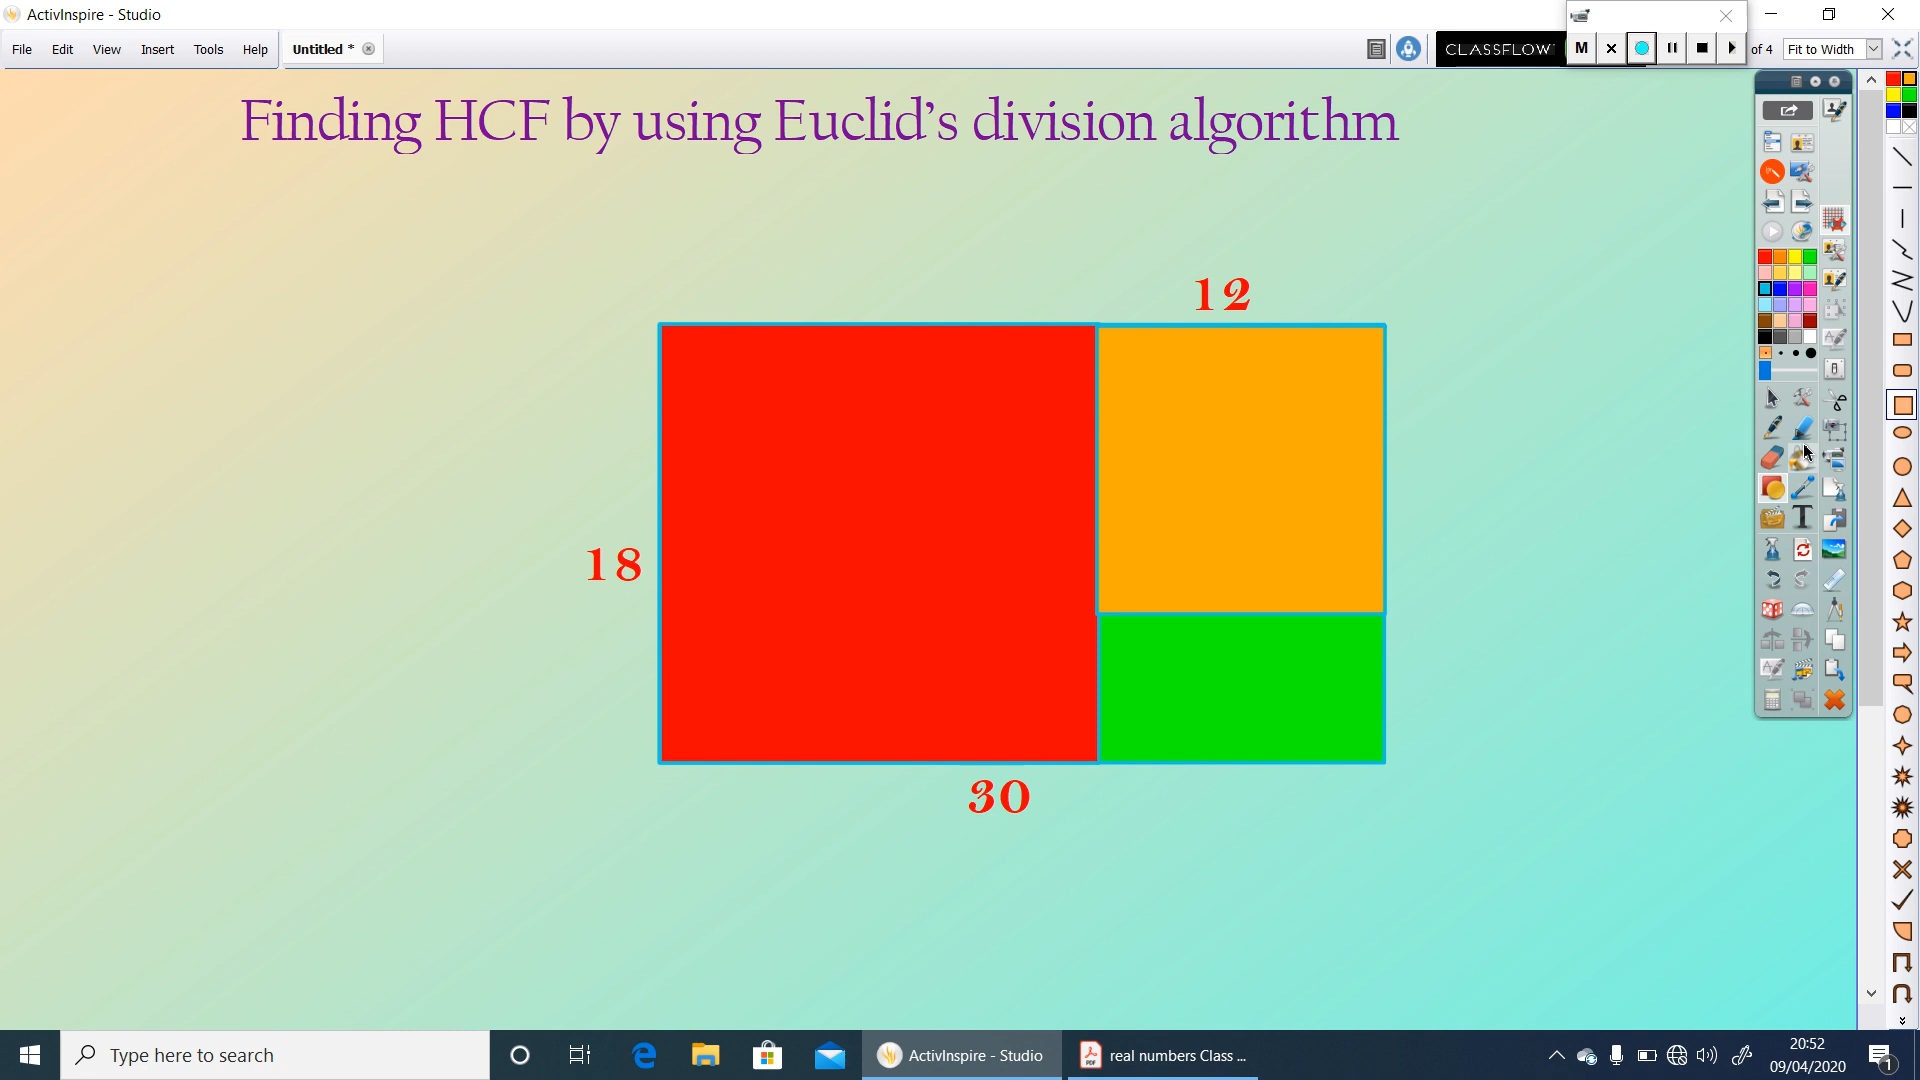 ActivInspire - Studio
File Edit View Insert Tools Help Untitled * CLASSFLOW M of 4 Fit to Width
Finding HCF by using Euclid's division algorithm
12
18
30
Type here to search
ActivInspire - Studio
real numbers Class ...
20:52
09/04/2020
1